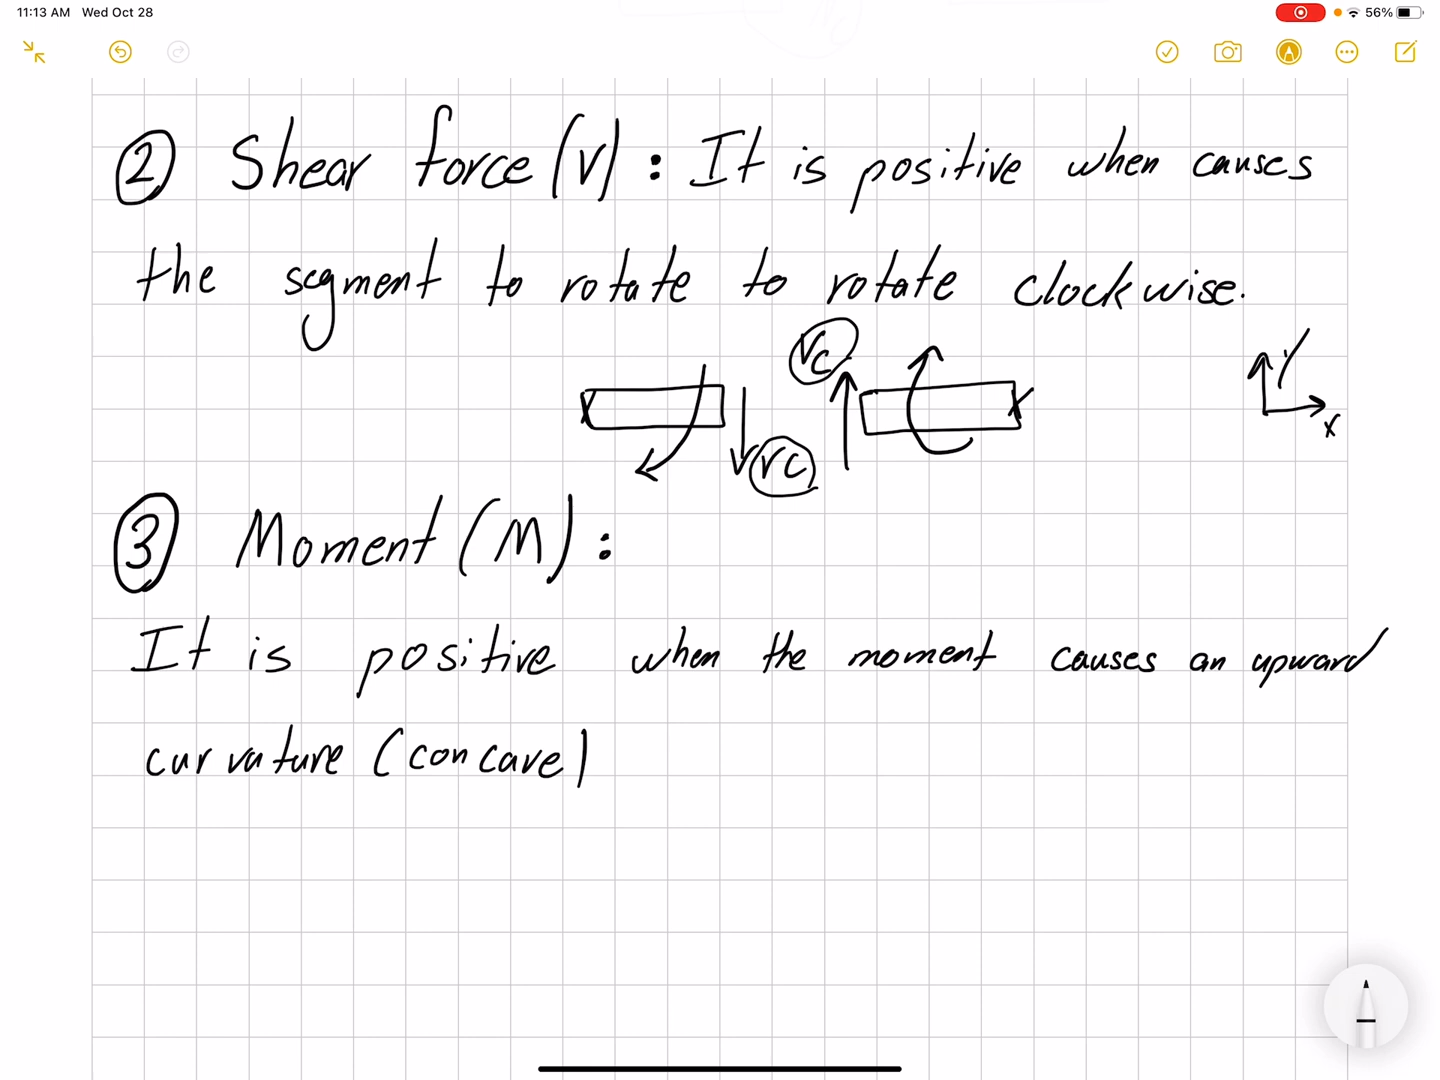 11:13 AM Wed Oct 28
56%
② Shear force (V) : It is positive when causes
the segment to rotate to rotate clockwise.
Vc
Vc
Y
x
③ Moment (M) :
It is positive when the moment causes an upward
curvature (concave)